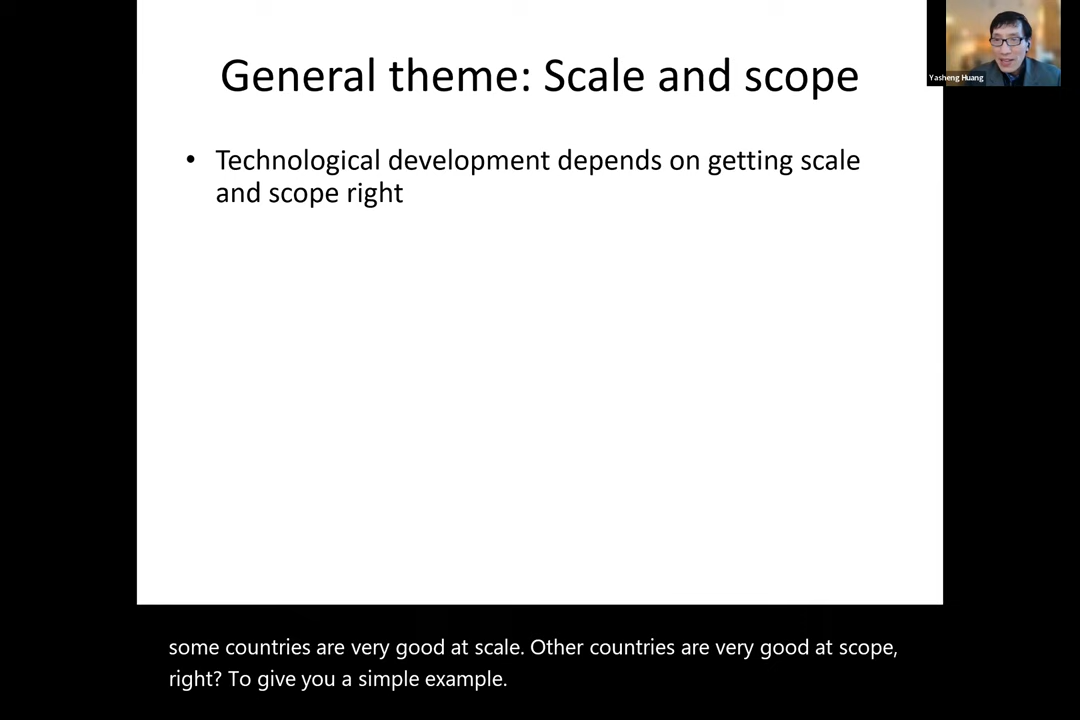 General theme: Scale and scope
Yasheng Huang
• Technological development depends on getting scale
and scope right
some countries are very good at scale. Other countries are very good at scope,
right? To give you a simple example.